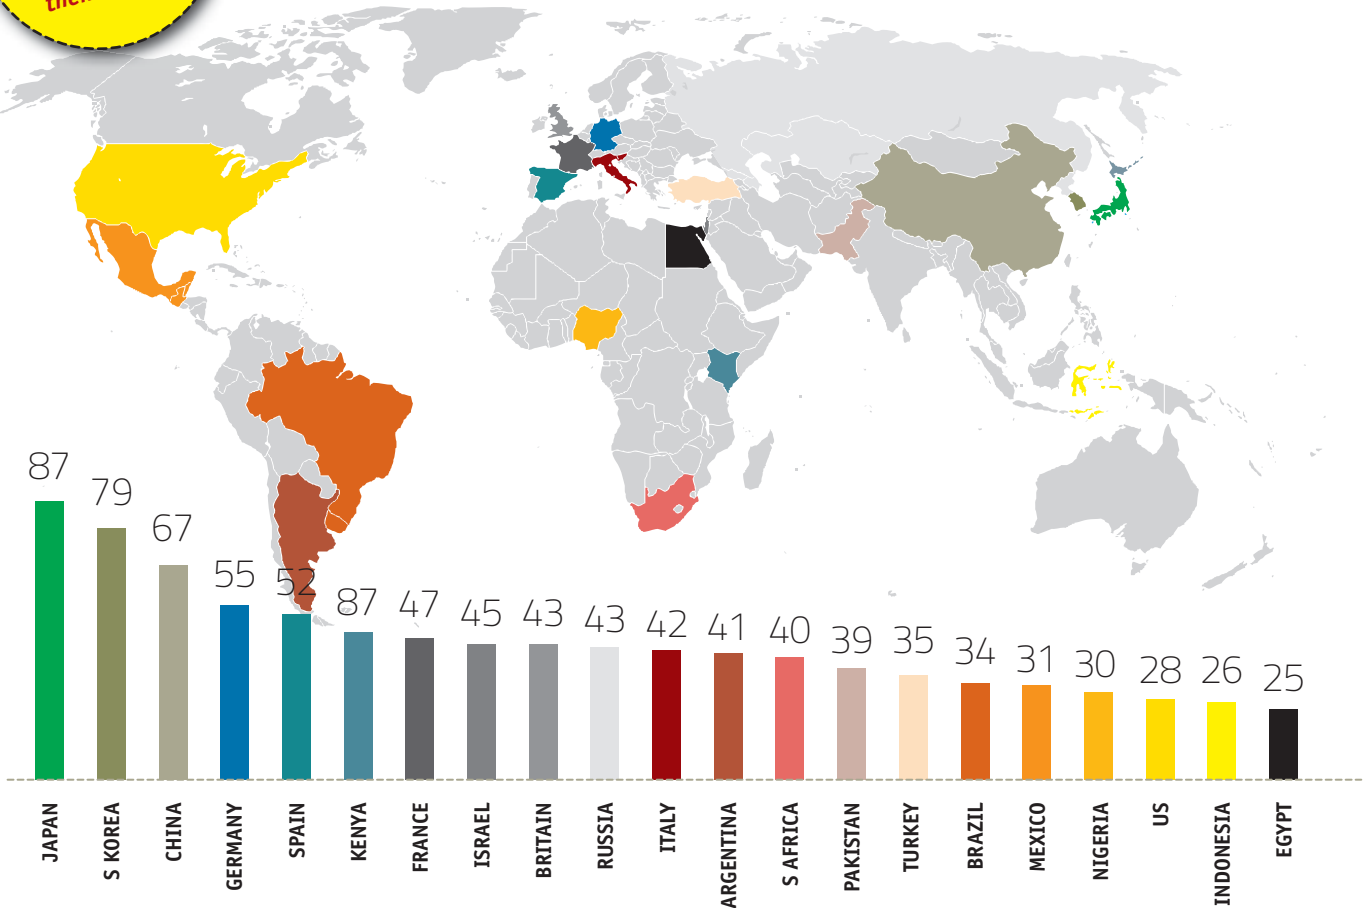 87
79
67
55
52
87
47
45
43
43
42
41
40
39
35
34
31
30
28
26
25
JAPAN
S KOREA
CHINA
GERMANY
SPAIN
KENYA
FRANCE
ISRAEL
BRITAIN
RUSSIA
ITALY
ARGENTINA
S AFRICA
PAKISTAN
TURKEY
BRAZIL
MEXICO
NIGERIA
US
INDONESIA
EGYPT